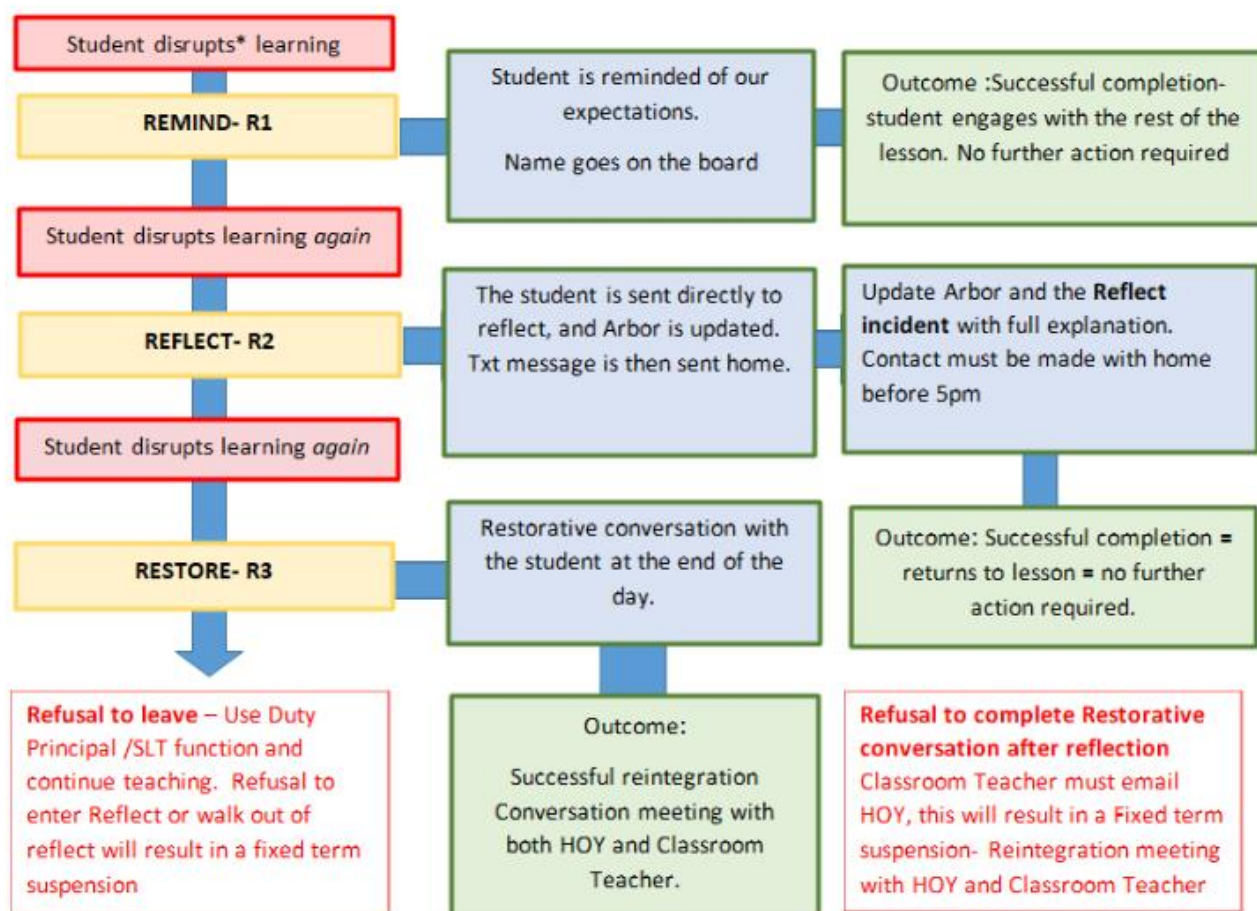 Student disrupts* learning
REMIND- R1
Student is reminded of our
expectations.
Name goes on the board
Outcome :Successful completion-
student engages with the rest of the
lesson. No further action required
Student disrupts learning again
REFLECT- R2
The student is sent directly to
reflect, and Arbor is updated.
Txt message is then sent home.
Update Arbor and the Reflect
incident with full explanation.
Contact must be made with home
before 5pm
Student disrupts learning again
RESTORE- R3
Restorative conversation with
the student at the end of the
day.
Outcome: Successful completion =
returns to lesson = no further
action required.
Refusal to leave – Use Duty
Principal /SLT function and
continue teaching. Refusal to
enter Reflect or walk out of
reflect will result in a fixed term
suspension
Outcome:
Successful reintegration
Conversation meeting with
both HOY and Classroom
Teacher.
Refusal to complete Restorative
conversation after reflection
Classroom Teacher must email
HOY, this will result in a Fixed term
suspension- Reintegration meeting
with HOY and Classroom Teacher